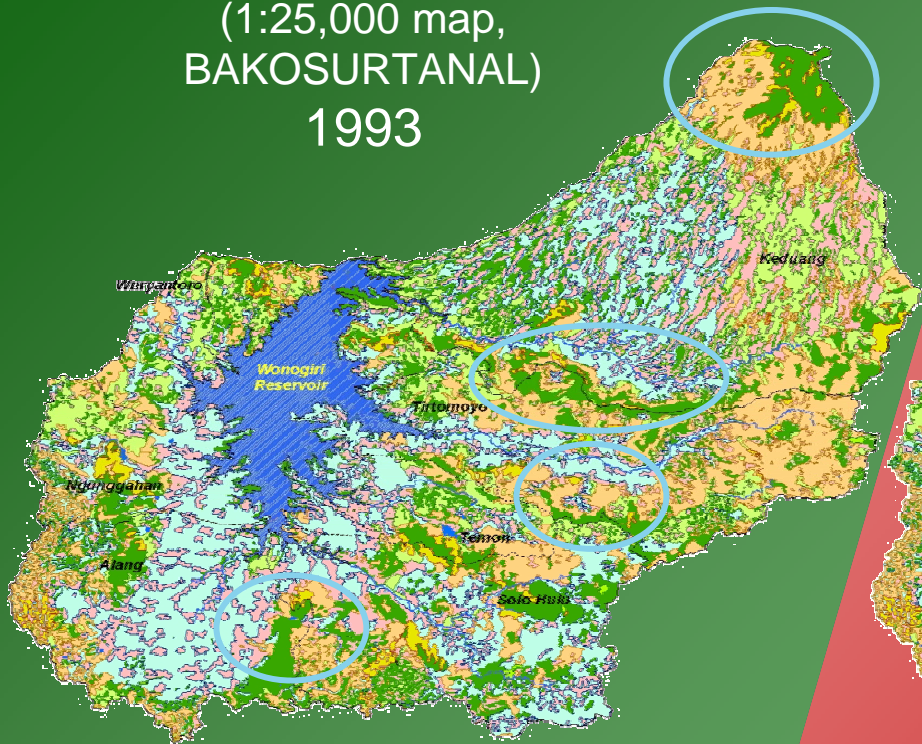 (1:25,000 map,
BAKOSURTANAL)
1993
Keduang
Wuryantoro
Wonogiri
Reservoir
Tirtomoyo
Ngunggahan
Temon
Alang
Solo Hulu